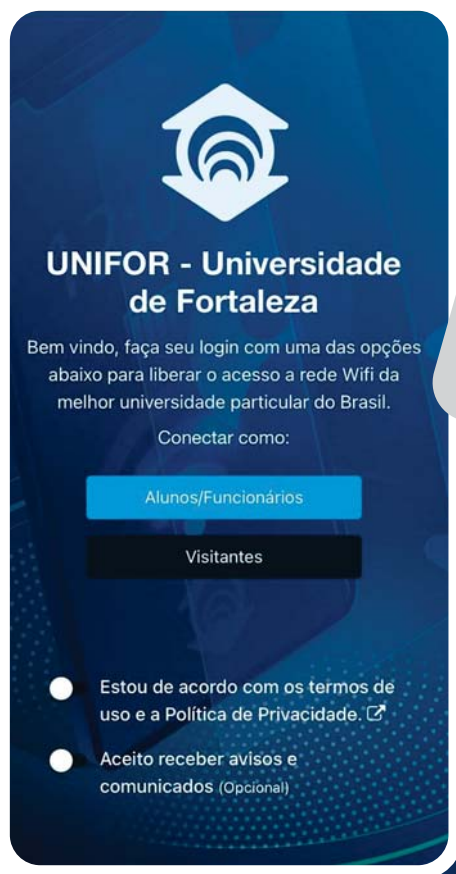 UNIFOR - Universidade
de Fortaleza
Bem vindo, faça seu login com uma das opções
abaixo para liberar o acesso a rede Wifi da
melhor universidade particular do Brasil.
Conectar como:
Alunos/Funcionários
Visitantes
Estou de acordo com os termos de
uso e a Política de Privacidade.
Aceito receber avisos e
comunicados (Opcional)